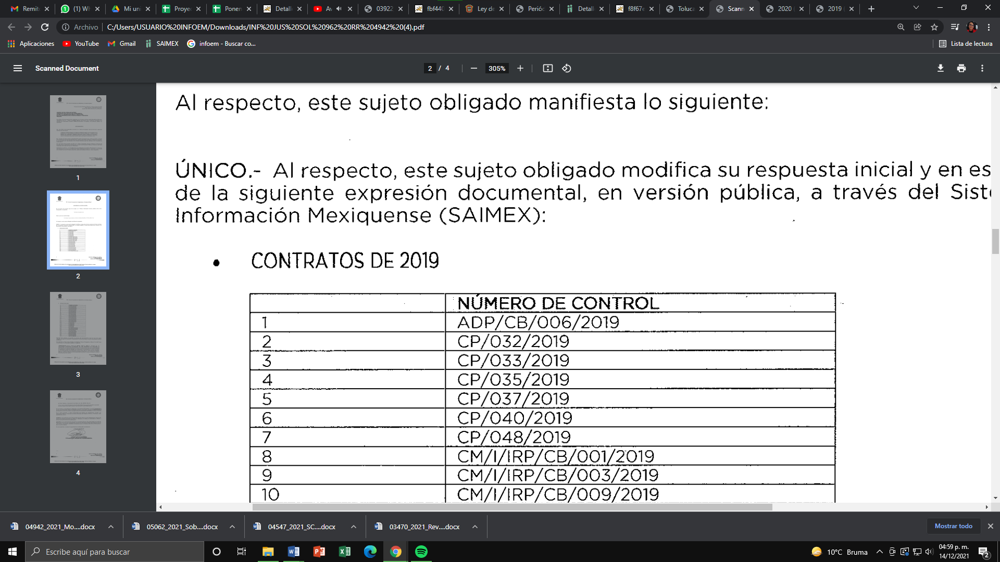 Remito
(1) Wh
Mi uni
Proye
Ponen
Detalle
Av
03922
fbf440
Ley de
Periód
Detall
f8f67e
Toluca
Scann
2020
2019
Archivo
C:/Users/USUARIO%20INFOEM/Downloads/INF%20JUS%20SOL%20962%20RR%204942%20(4).pdf
Aplicaciones
YouTube
Gmail
SAIMEX
infoem - Buscar co...
Lista de lectura
Scanned Document
2 / 4
305%
1
2
3
4
Al respecto, este sujeto obligado manifiesta lo siguiente:
ÚNICO.- Al respecto, este sujeto obligado modifica su respuesta inicial y en es
de la siguiente expresión documental, en versión pública, a través del Sist
Información Mexiquense (SAIMEX):
• CONTRATOS DE 2019
NÚMERO DE CONTROL
1 ADP/CB/006/2019
2 CP/032/2019
3 CP/033/2019
4 CP/035/2019
5 CP/037/2019
6 CP/040/2019
7 CP/048/2019
8 CM/I/IRP/CB/001/2019
9 CM/I/IRP/CB/003/2019
10 CM/I/IRP/CB/009/2019
04942_2021_Mo....docx
05062_2021_Sob....docx
04547_2021_SC....docx
03470_2021_Rev....docx
Mostrar todo
Escribe aquí para buscar
10°C Bruma
04:59 p. m.
14/12/2021
2